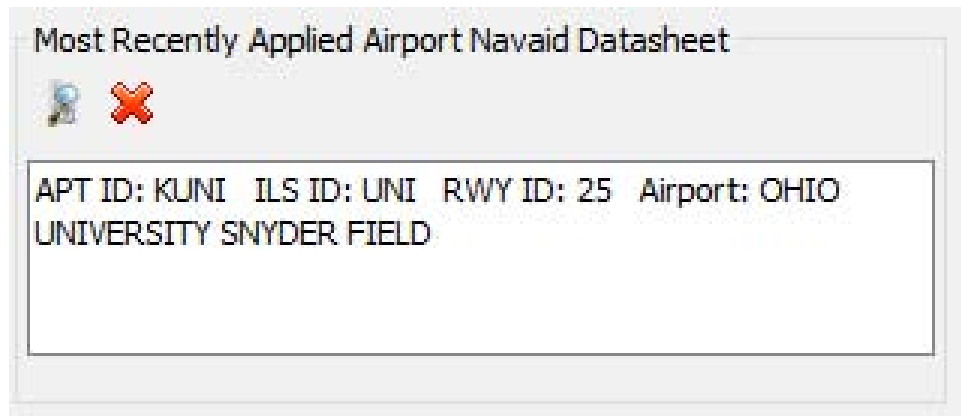 Most Recently Applied Airport Navaid Datasheet
APT ID: KUNI   ILS ID: UNI   RWY ID: 25   Airport: OHIO
UNIVERSITY SNYDER FIELD